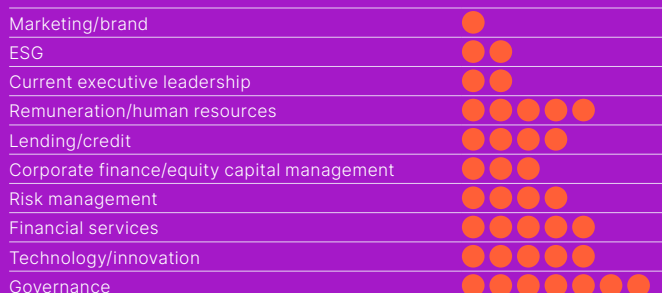 Marketing/brand
ESG
Current executive leadership
Remuneration/human resources
Lending/credit
Corporate finance/equity capital management
Risk management
Financial services
Technology/innovation
Governance